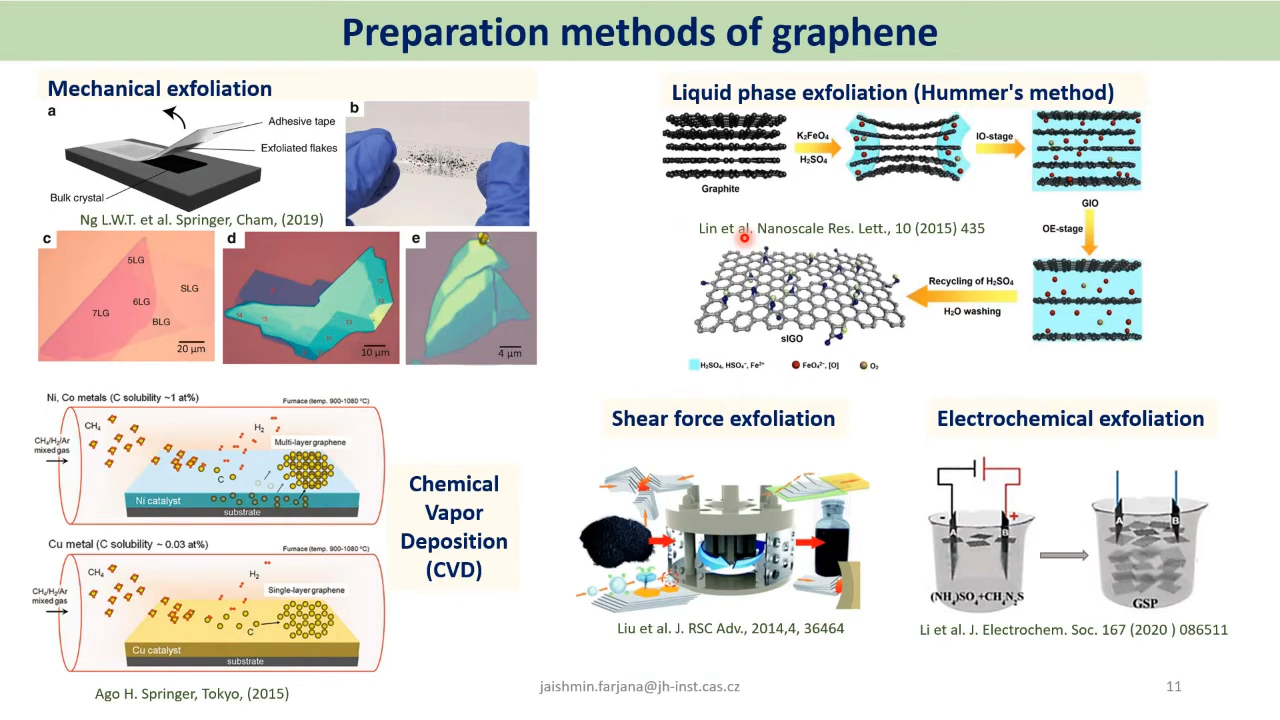 Preparation methods of graphene
Mechanical exfoliation
a
Adhesive tape
Exfoliated flakes
Bulk crystal
b
Ng L.W.T. et al. Springer, Cham, (2019)
c
5LG
SLG
6LG
7LG
BLG
20 µm
d
10 µm
e
4 µm
Liquid phase exfoliation (Hummer's method)
K₂FeO₄
H₂SO₄
IO-stage
Graphite
GIO
OE-stage
Lin et al. Nanoscale Res. Lett., 10 (2015) 435
Recycling of H₂SO₄
H₂O washing
slGO
H₂SO₄, HSO₄⁻, Fe³⁺
FeO₄²⁻, [O]
O₂
Ni, Co metals (C solubility ~1 at%)
Furnace (temp. 900-1080 ºC)
CH₄
H₂
CH₄/H₂/Ar
mixed gas
Multi-layer graphene
C
Ni catalyst
substrate
Cu metal (C solubility ~ 0.03 at%)
Furnace (temp. 900-1080 ºC)
CH₄
H₂
CH₄/H₂/Ar
mixed gas
Single-layer graphene
C
Cu catalyst
substrate
Ago H. Springer, Tokyo, (2015)
Chemical
Vapor
Deposition
(CVD)
Shear force exfoliation
Liu et al. J. RSC Adv., 2014,4, 36464
Electrochemical exfoliation
-
+
A
B
(NH₄)SO₄+CH₄N₂S
A
B
GSP
Li et al. J. Electrochem. Soc. 167 (2020 ) 086511
jaishmin.farjana@jh-inst.cas.cz
11